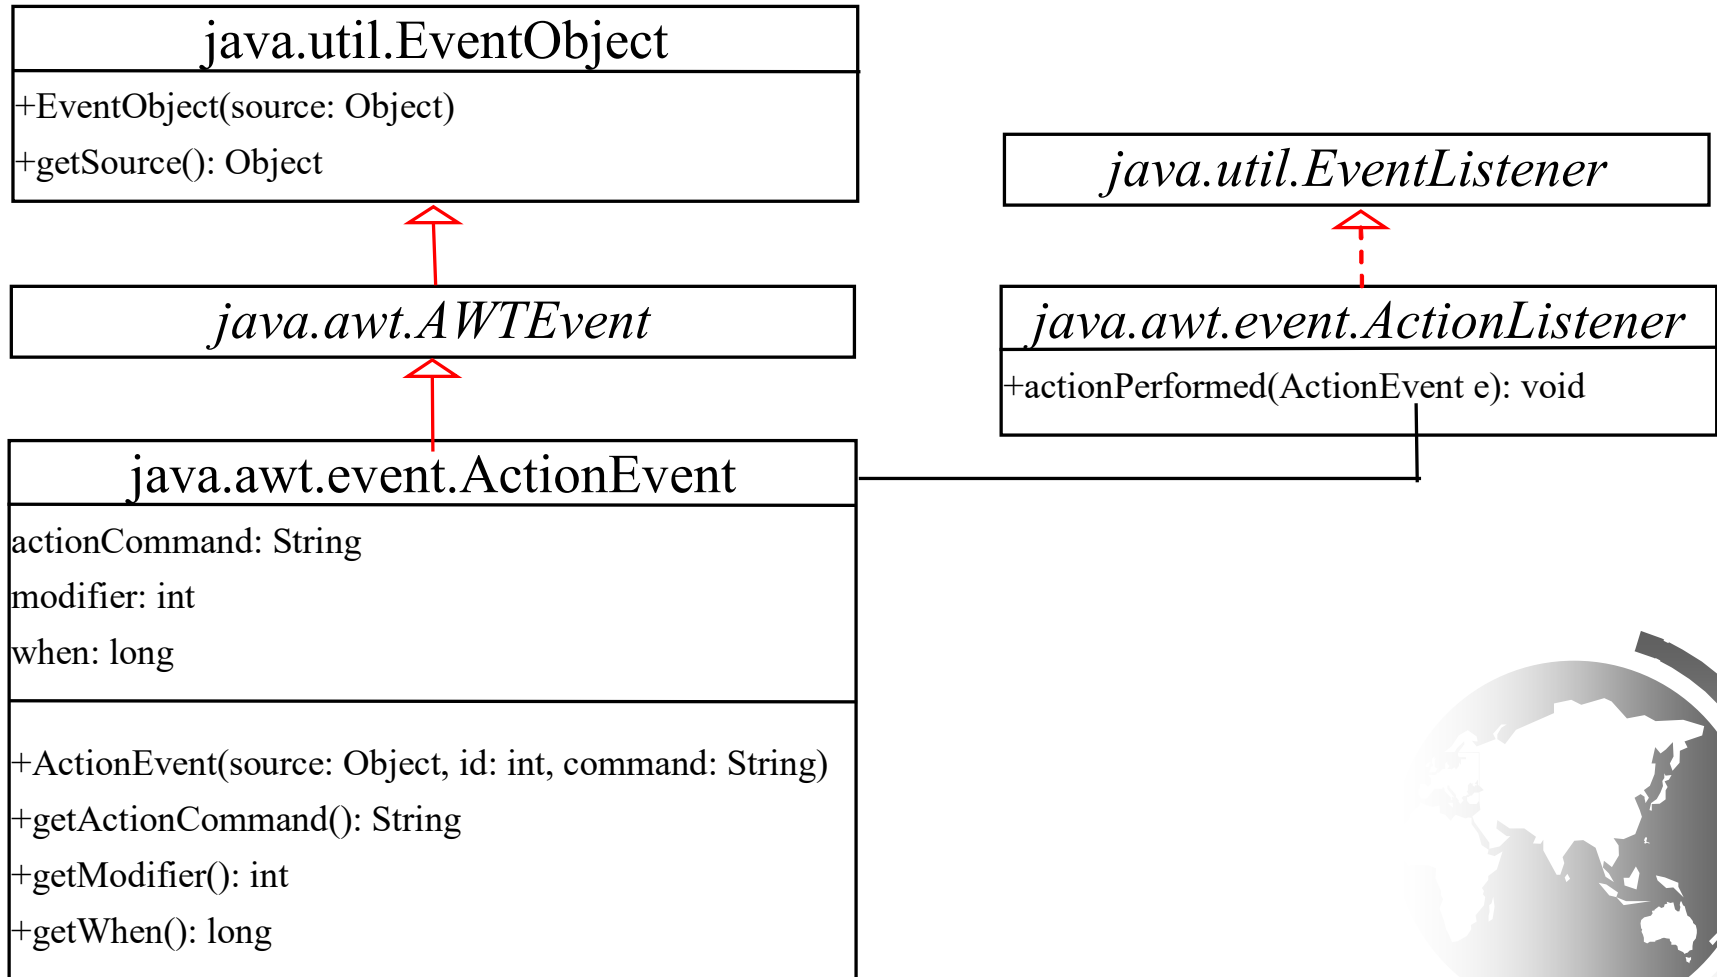 java.util.EventObject
+EventObject(source: Object)
+getSource(): Object
java.util.EventListener
java.awt.AWTEvent
java.awt.event.ActionListener
+actionPerformed(ActionEvent e): void
java.awt.event.ActionEvent
actionCommand: String
modifier: int
when: long
+ActionEvent(source: Object, id: int, command: String)
+getActionCommand(): String
+getModifier(): int
+getWhen(): long